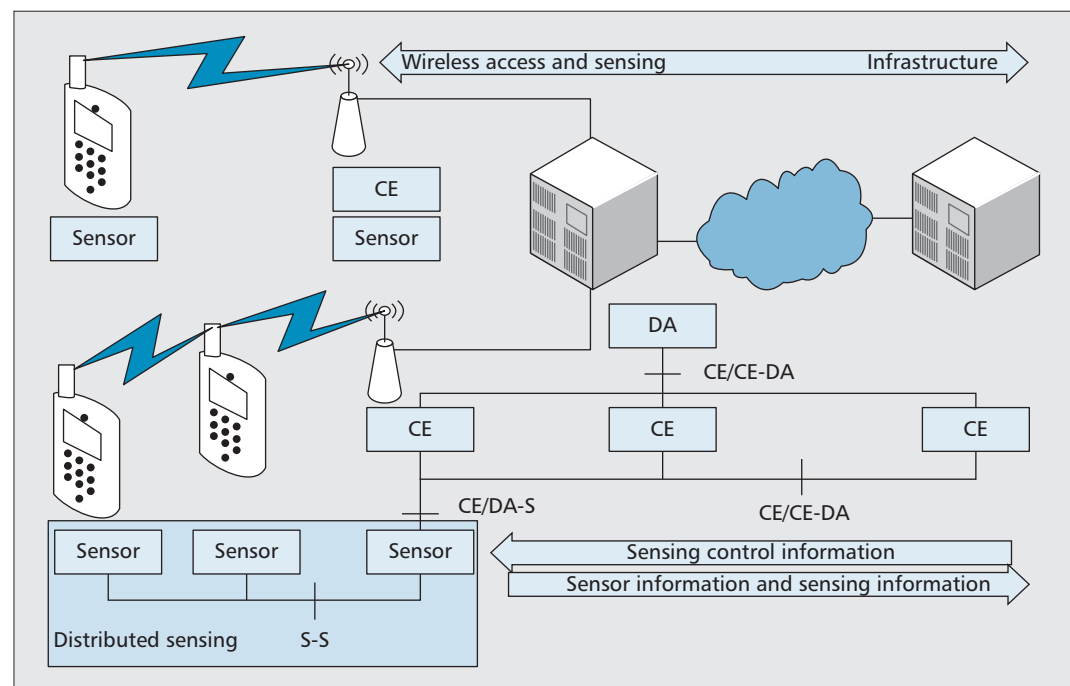 Wireless access and sensing
Infrastructure
CE
Sensor
Sensor
DA
CE/CE-DA
CE
CE
CE
CE/DA-S
CE/CE-DA
Sensor
Sensor
Sensor
Sensing control information
Sensor information and sensing information
Distributed sensing
S-S